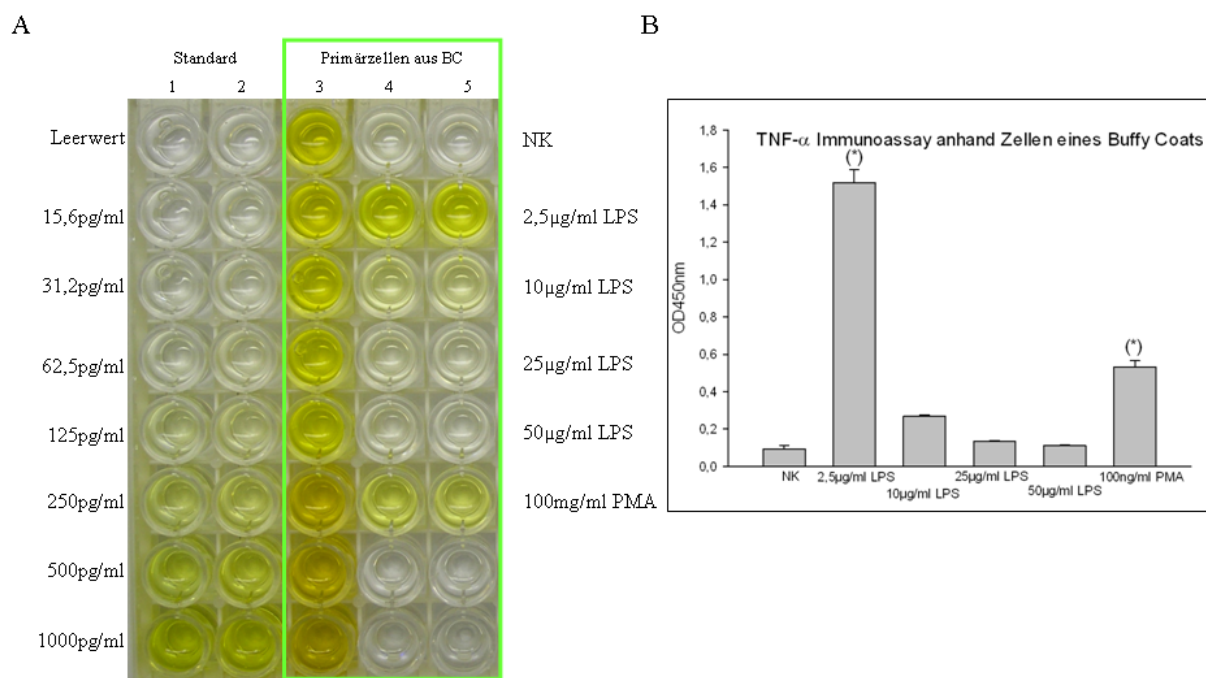 A
Standard
Primärzellen aus BC
1 2 3 4 5
Leerwert
15,6pg/ml
31,2pg/ml
62,5pg/ml
125pg/ml
250pg/ml
500pg/ml
1000pg/ml
NK
2,5µg/ml LPS
10µg/ml LPS
25µg/ml LPS
50µg/ml LPS
100mg/ml PMA
B
TNF-α Immunoassay anhand Zellen eines Buffy Coats
OD450nm
1,8
1,6
1,4
1,2
1,0
0,8
0,6
0,4
0,2
0,0
(*)
(*)
NK
2,5µg/ml LPS
10µg/ml LPS
25µg/ml LPS
50µg/ml LPS
100ng/ml PMA